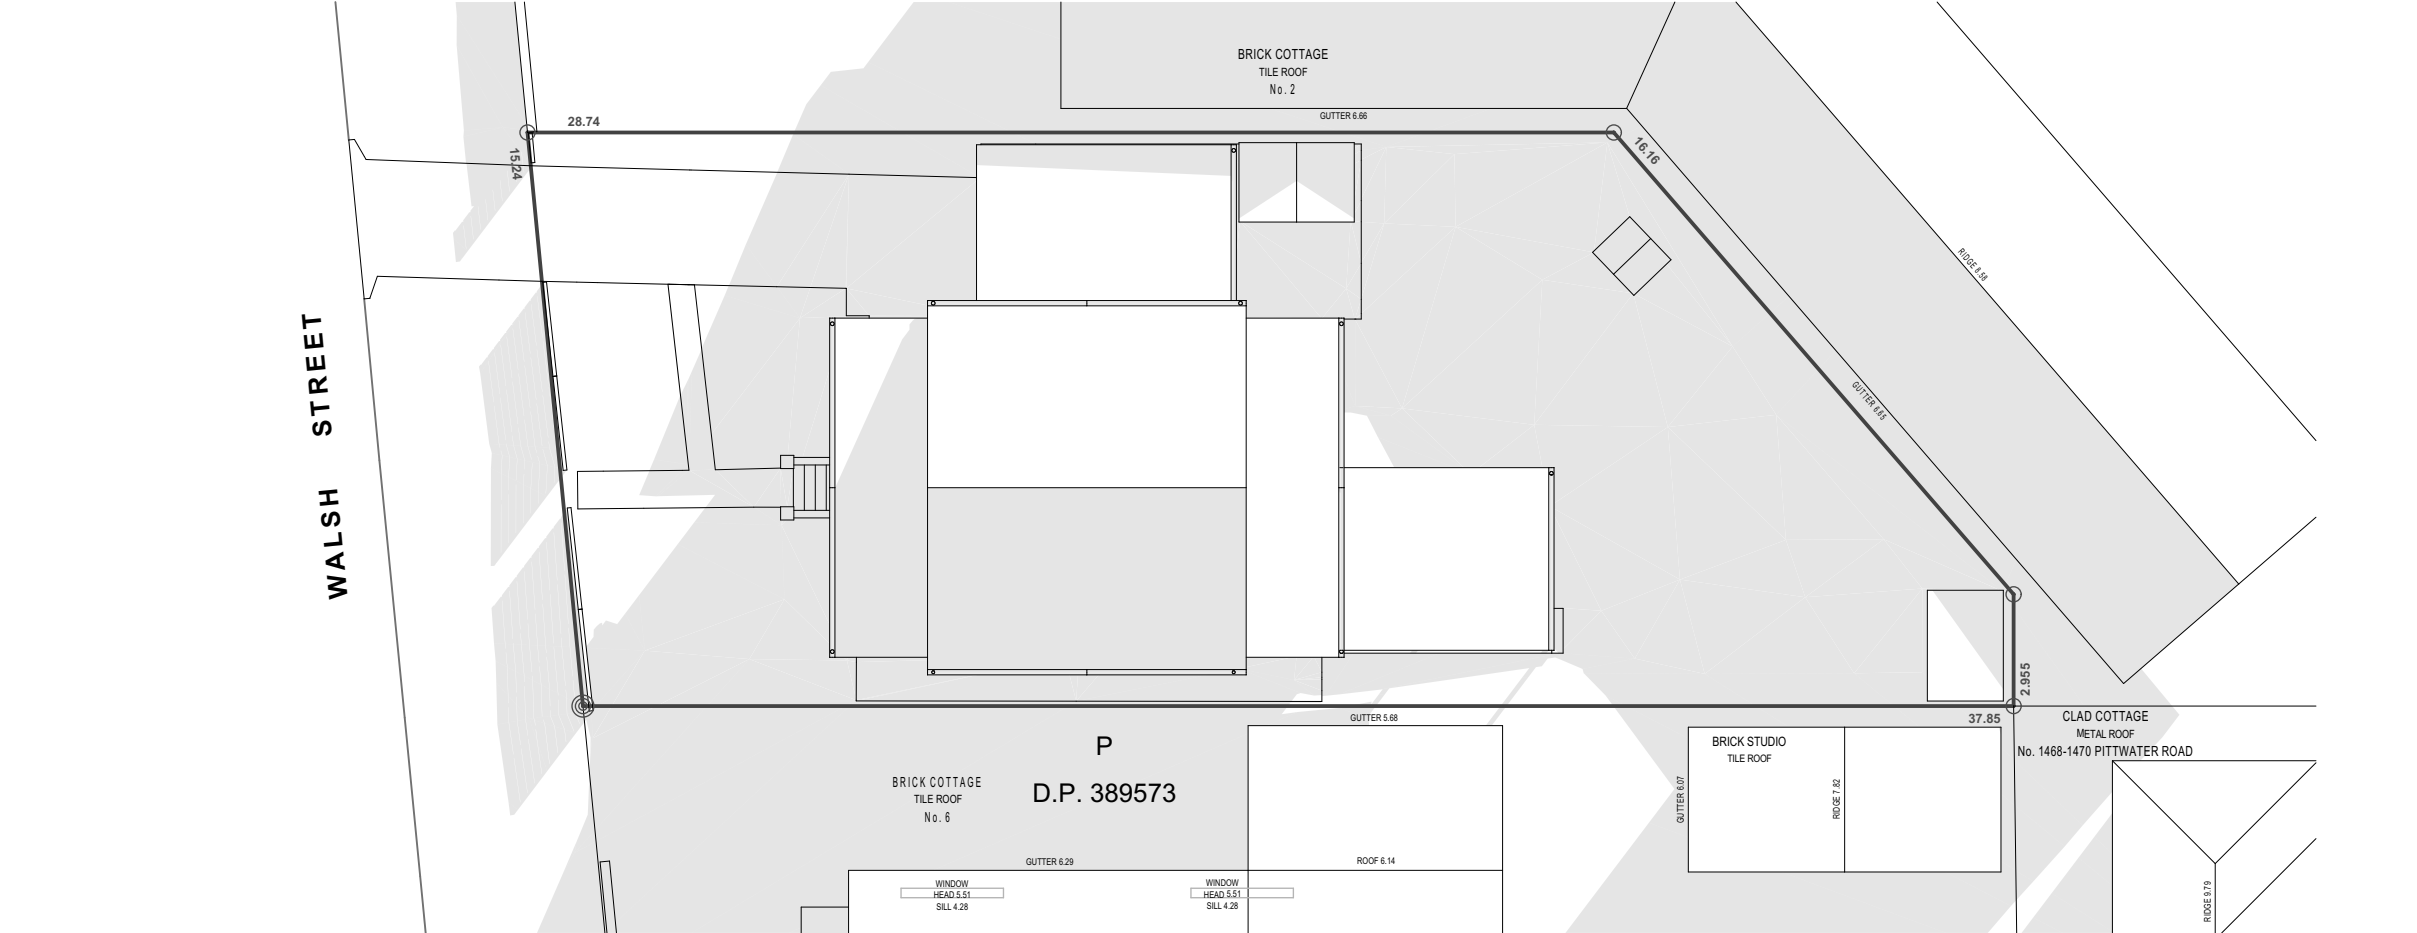 BRICK COTTAGE
TILE ROOF
No. 2
GUTTER 6.66
28.74
15.24
16.16
RIDGE 8.58
GUTTER 6.65
WALSH STREET
2.955
37.85
GUTTER 5.68
CLAD COTTAGE
METAL ROOF
No. 1468-1470 PITTWATER ROAD
BRICK STUDIO
TILE ROOF
GUTTER 6.07
RIDGE 7.82
P
D.P. 389573
BRICK COTTAGE
TILE ROOF
No. 6
GUTTER 6.29
ROOF 6.14
WINDOW
HEAD 5.51
SILL 4.28
WINDOW
HEAD 5.51
SILL 4.28
RIDGE 9.79